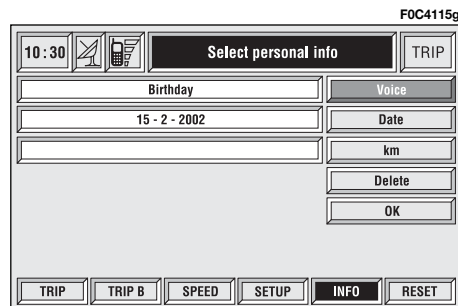 F0C4115g
10:30 Select personal info TRIP
Birthday Voice
15 - 2 - 2002 Date
km
Delete
OK
TRIP TRIP B SPEED SETUP INFO RESET